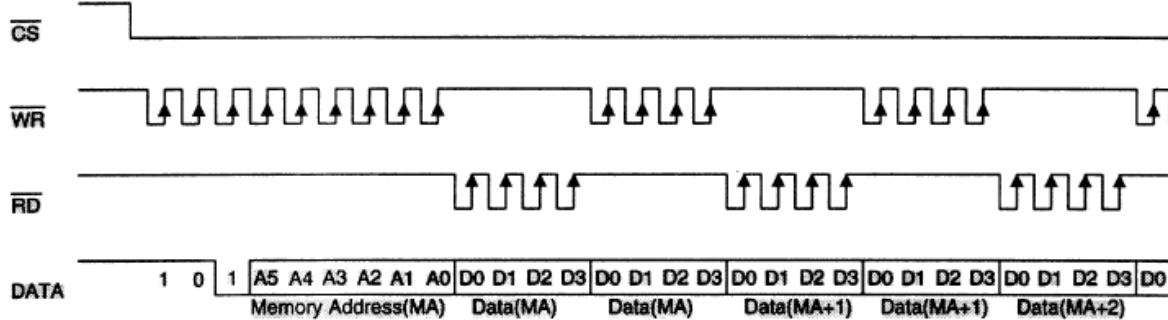 CS
WR
RD
DATA 1 0 1 A5 A4 A3 A2 A1 A0 D0 D1 D2 D3 D0 D1 D2 D3 D0 D1 D2 D3 D0 D1 D2 D3 D0 D1 D2 D3 D0
Memory Address(MA) Data(MA) Data(MA) Data(MA+1) Data(MA+1) Data(MA+2)